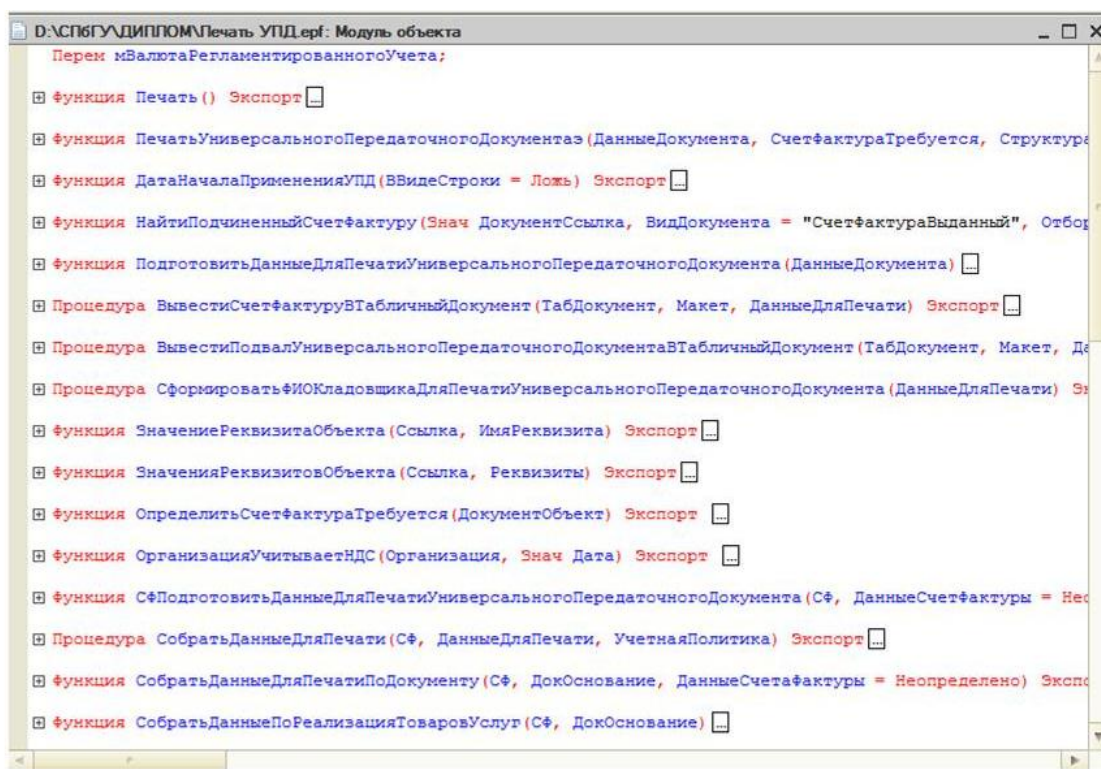 D:\СПбГУ\ДИПЛОМ\Печать УПД.epf: Модуль объекта
Перем мВалютаРегламентированногоУчета;
Функция Печать() Экспорт...
Функция ПечатьУниверсальногоПередаточногоДокументаэ(ДанныеДокумента, СчетФактураТребуется, Структура
Функция ДатаНачалаПримененияУПД(ВВидеСтроки = Ложь) Экспорт...
Функция НайтиПодчиненныйСчетФактуру(Знач ДокументСсылка, ВидДокумента = "СчетФактураВыданный", Отбор
Функция ПодготовитьДанныеДляПечатиУниверсальногоПередаточногоДокумента(ДанныеДокумента)...
Процедура ВывестиСчетФактуруВТабличныйДокумент(ТабДокумент, Макет, ДанныеДляПечати) Экспорт...
Процедура ВывестиПодвалУниверсальногоПередаточногоДокументаВТабличныйДокумент(ТабДокумент, Макет, Да
Процедура СформироватьФИОКладовщикаДляПечатиУниверсальногоПередаточногоДокумента(ДанныеДляПечати) Эк
Функция ЗначениеРеквизитаОбъекта(Ссылка, ИмяРеквизита) Экспорт...
Функция ЗначенияРеквизитовОбъекта(Ссылка, Реквизиты) Экспорт...
Функция ОпределитьСчетФактураТребуется(ДокументОбъект) Экспорт ...
Функция ОрганизацияУчитываетНДС(Организация, Знач Дата) Экспорт ...
Функция СФПодготовитьДанныеДляПечатиУниверсальногоПередаточногоДокумента(СФ, ДанныеСчетФактуры = Нео
Процедура СобратьДанныеДляПечати(СФ, ДанныеДляПечати, УчетнаяПолитика) Экспорт...
Функция СобратьДанныеДляПечатиПоДокументу(СФ, ДокОснование, ДанныеСчетаФактуры = Неопределено) Экспо
Функция СобратьДанныеПоРеализацияТоваровУслуг(СФ, ДокОснование)...